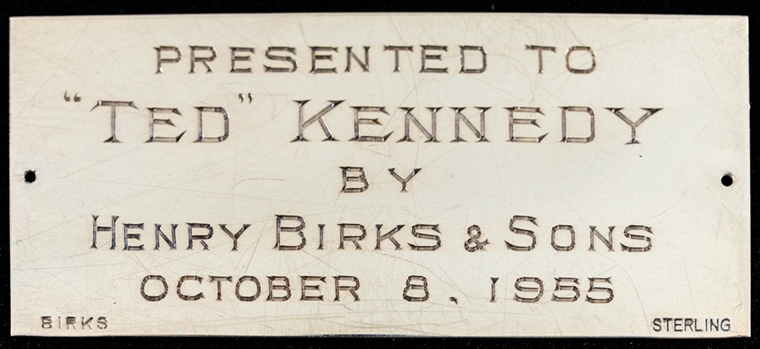 PRESENTED TO
"TED" KENNEDY
BY
HENRY BIRKS & SONS
OCTOBER 8, 1955
BIRKS STERLING